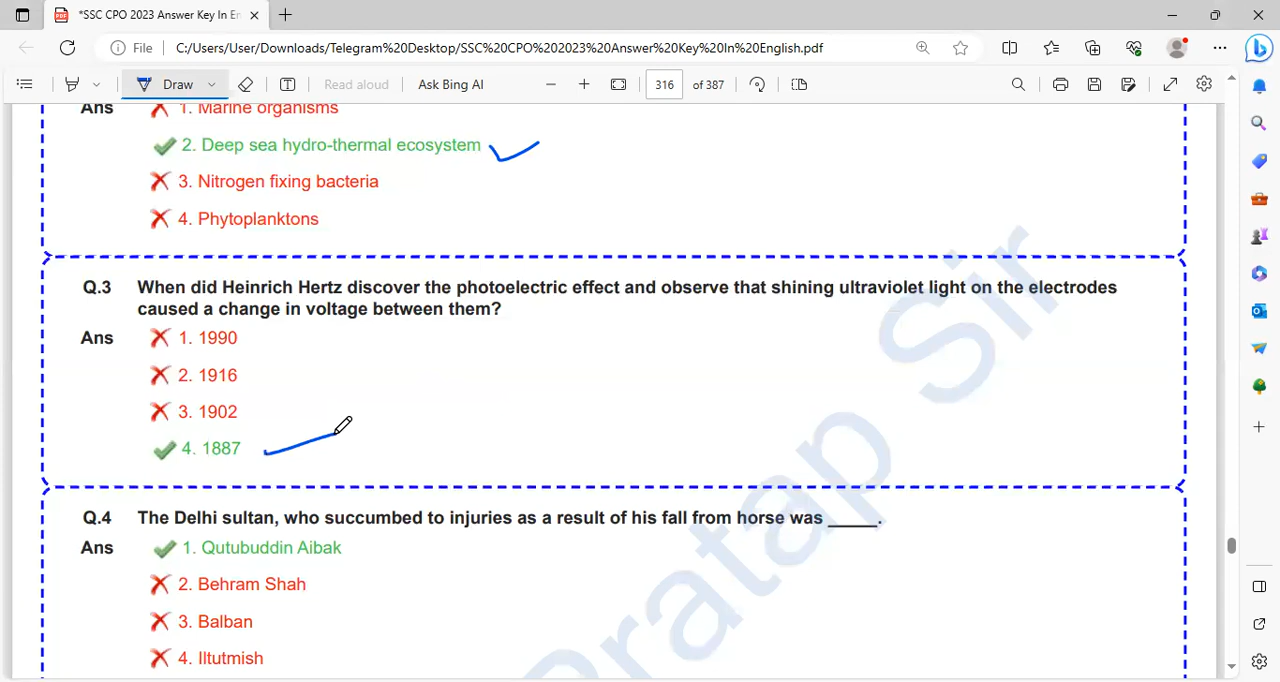 *SSC CPO 2023 Answer Key In En
File
C:/Users/User/Downloads/Telegram%20Desktop/SSC%20CPO%202023%20Answer%20Key%20In%20English.pdf
Draw
Read aloud
Ask Bing AI
316 of 387
Ans
1. Marine organisms
2. Deep sea hydro-thermal ecosystem
3. Nitrogen fixing bacteria
4. Phytoplanktons
Q.3 When did Heinrich Hertz discover the photoelectric effect and observe that shining ultraviolet light on the electrodes
caused a change in voltage between them?
Ans
1. 1990
2. 1916
3. 1902
4. 1887
Q.4 The Delhi sultan, who succumbed to injuries as a result of his fall from horse was _____.
Ans
1. Qutubuddin Aibak
2. Behram Shah
3. Balban
4. Iltutmish
Pratap Sir